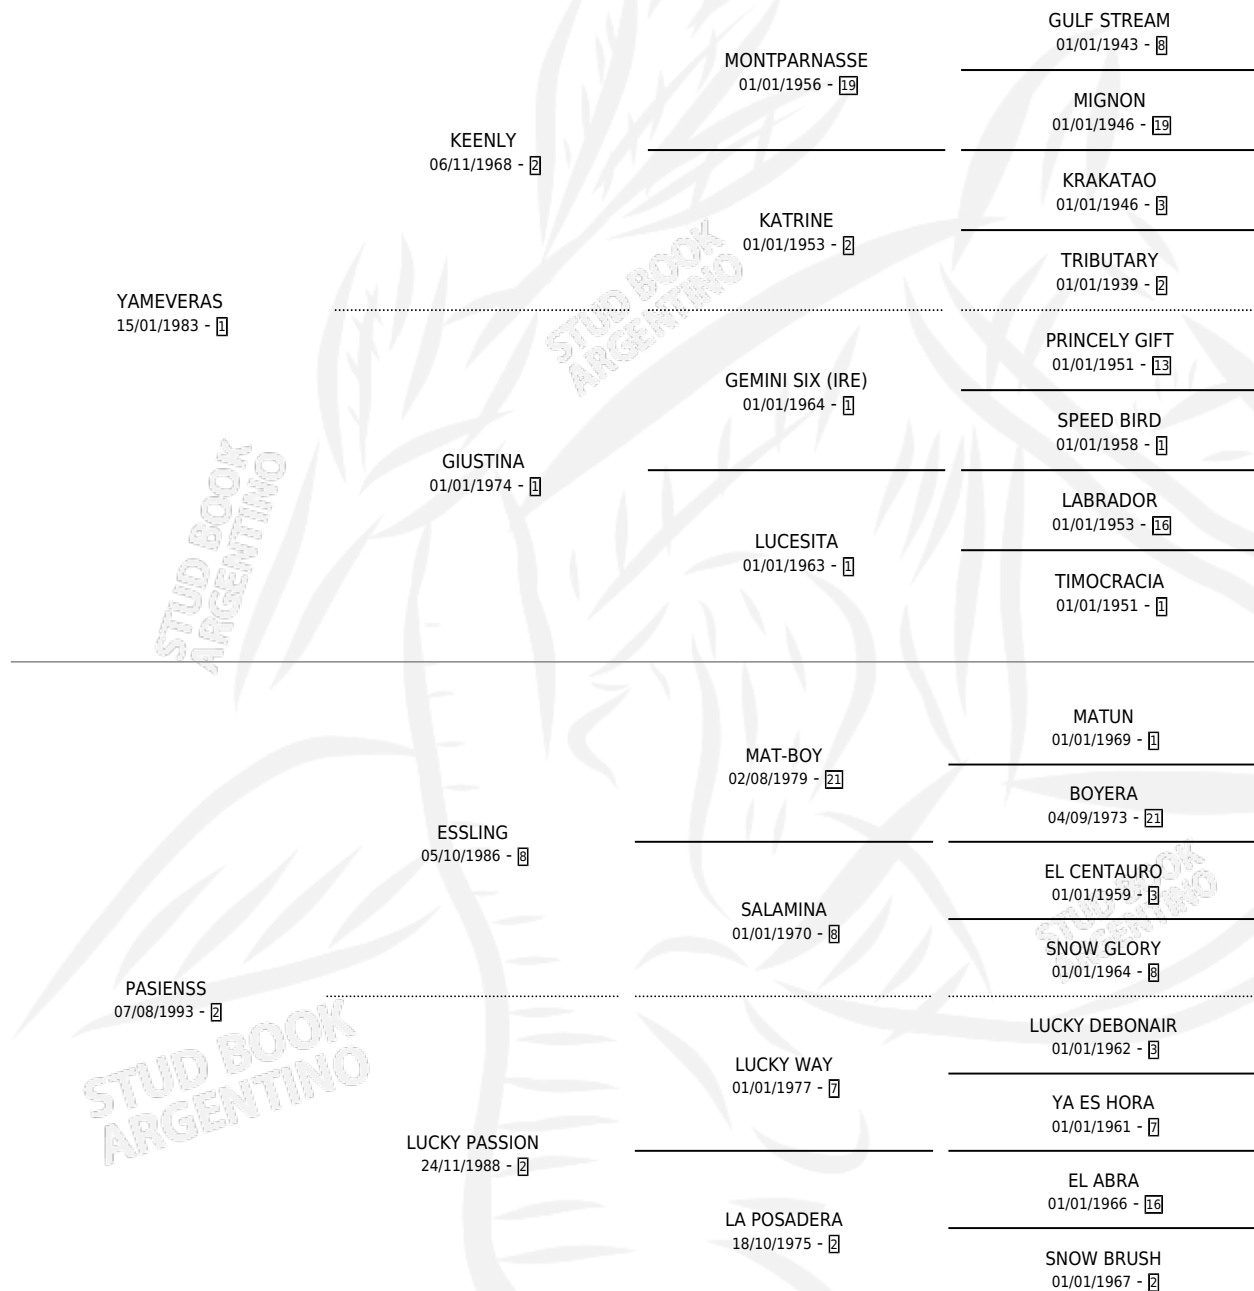 GULF STREAM
01/01/1943 - 8
MONTPARNASSE
01/01/1956 - 19
MIGNON
01/01/1946 - 19
KEENLY
06/11/1968 - 2
KRAKATAO
01/01/1946 - 3
KATRINE
01/01/1953 - 2
TRIBUTARY
01/01/1939 - 2
YAMEVERAS
15/01/1983 - 1
PRINCELY GIFT
01/01/1951 - 13
GEMINI SIX (IRE)
01/01/1964 - 1
SPEED BIRD
01/01/1958 - 1
GIUSTINA
01/01/1974 - 1
LABRADOR
01/01/1953 - 16
LUCESITA
01/01/1963 - 1
TIMOCRACIA
01/01/1951 - 1
STUD BOOK
ARGENTINO
STUD BOOK
ARGENTINO
MATUN
01/01/1969 - 1
MAT-BOY
02/08/1979 - 21
BOYERA
04/09/1973 - 21
ESSLING
05/10/1986 - 8
EL CENTAURO
01/01/1959 - 3
SALAMINA
01/01/1970 - 8
SNOW GLORY
01/01/1964 - 8
PASIENSS
07/08/1993 - 2
LUCKY DEBONAIR
01/01/1962 - 3
LUCKY WAY
01/01/1977 - 7
YA ES HORA
01/01/1961 - 7
LUCKY PASSION
24/11/1988 - 2
EL ABRA
01/01/1966 - 16
LA POSADERA
18/10/1975 - 2
SNOW BRUSH
01/01/1967 - 2
STUD BOOK
ARGENTINO
STUD BOOK
ARGENTINO